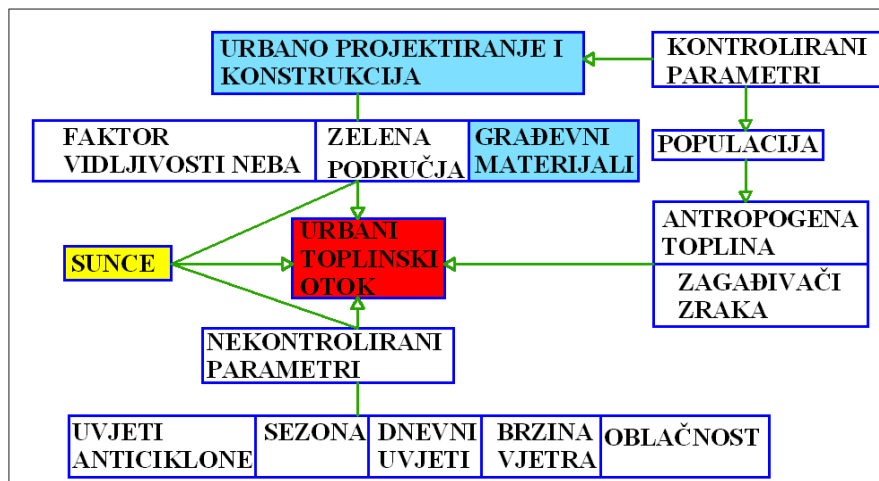 URBANO PROJEKTIRANJE I
KONSTRUKCIJA
KONTROLIRANI
PARAMETRI
FAKTOR
VIDLJIVOSTI NEBA
ZELENA
PODRUČJA
GRAĐEVNI
MATERIJALI
POPULACIJA
SUNCE
URBANI
TOPLINSKI
OTOK
ANTROPOGENA
TOPLINA
ZAGAĐIVAČI
ZRAKA
NEKONTROLIRANI
PARAMETRI
UVJETI
ANTICIKLONE
SEZONA
DNEVNI
UVJETI
BRZINA
VJETRA
OBLAČNOST